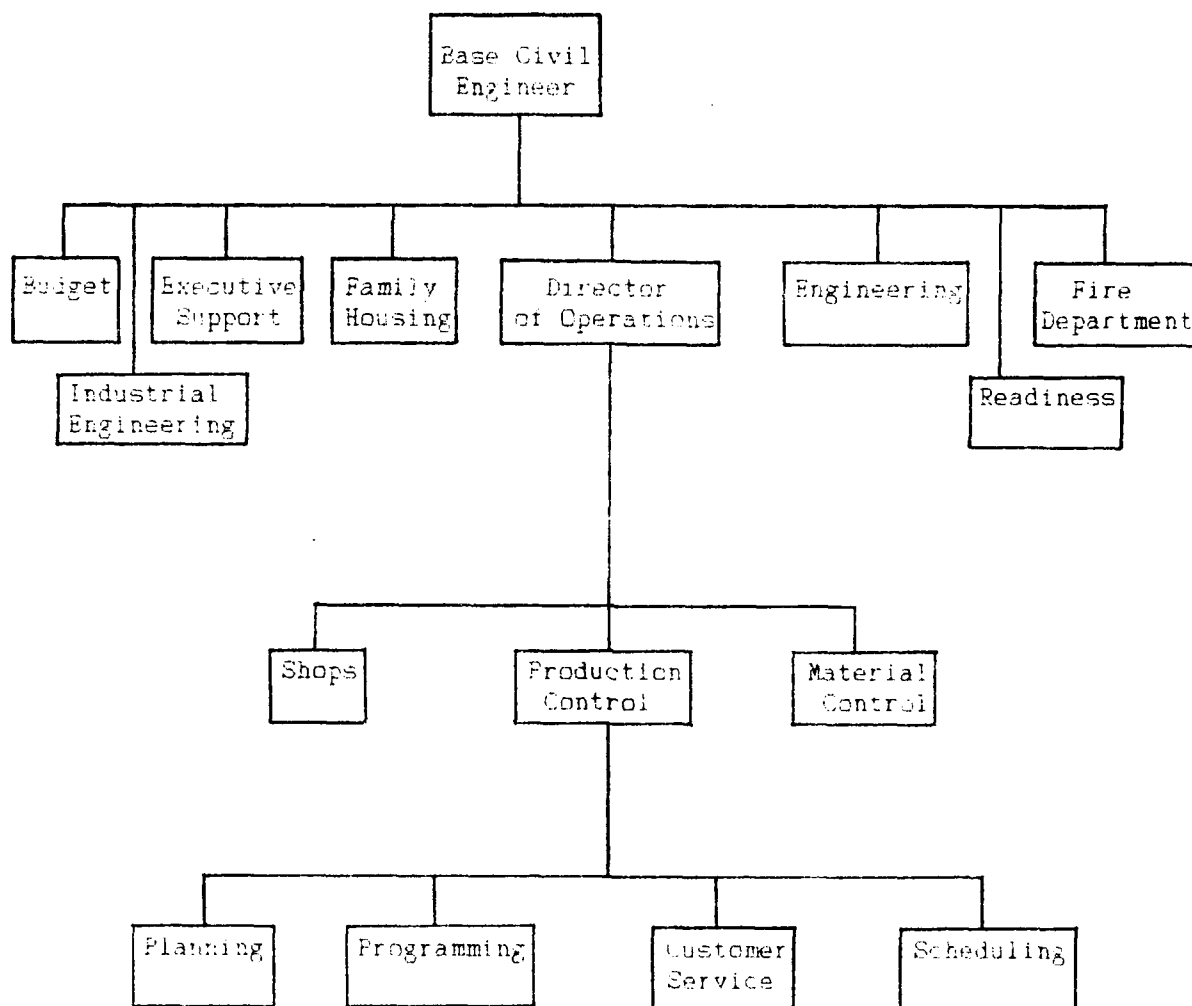 Base Civil
Engineer
Budget
Executive
Support
Family
Housing
Director
of Operations
Engineering
Fire
Department
Industrial
Engineering
Readiness
Shops
Production
Control
Material
Control
Planning
Programming
Customer
Service
Scheduling